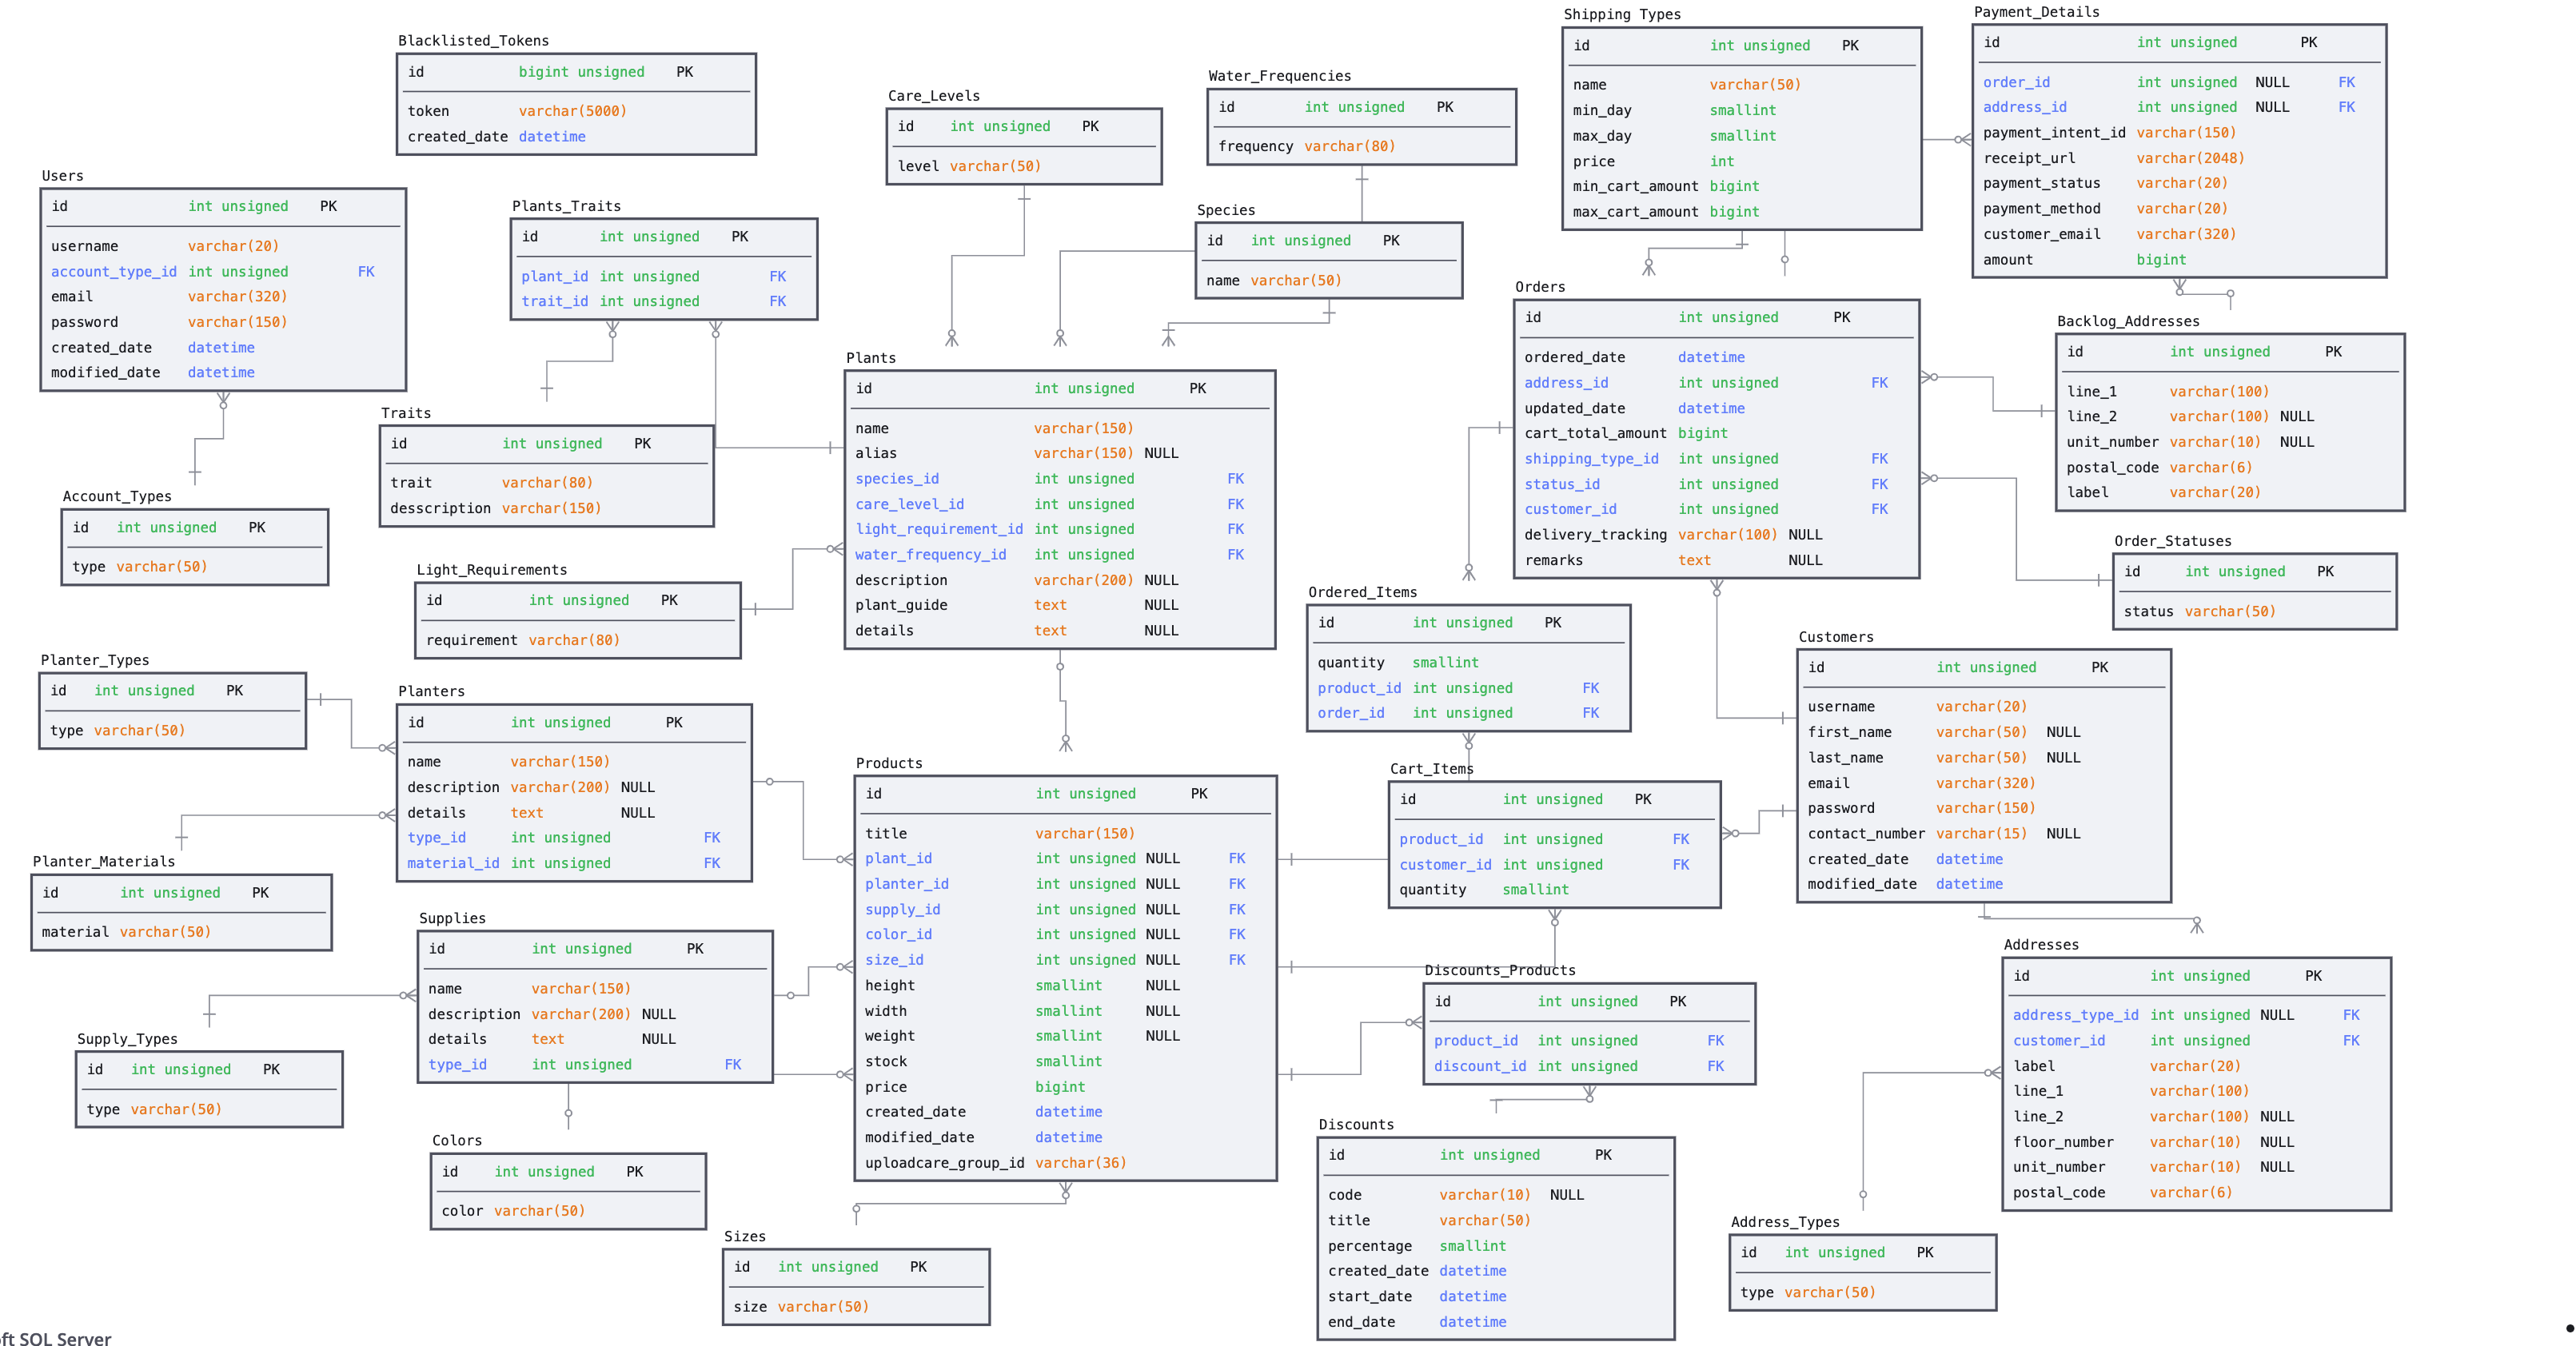 Blacklisted_Tokens
id bigint unsigned PK
token varchar(5000)
created_date datetime
Users
id int unsigned PK
username varchar(20)
account_type_id int unsigned FK
email varchar(320)
password varchar(150)
created_date datetime
modified_date datetime
Account_Types
id int unsigned PK
type varchar(50)
Plants_Traits
id int unsigned PK
plant_id int unsigned FK
trait_id int unsigned FK
Traits
id int unsigned PK
trait varchar(80)
desscription varchar(150)
Care_Levels
id int unsigned PK
level varchar(50)
Water_Frequencies
id int unsigned PK
frequency varchar(80)
Species
id int unsigned PK
name varchar(50)
Light_Requirements
id int unsigned PK
requirement varchar(80)
Plants
id int unsigned PK
name varchar(150)
alias varchar(150) NULL
species_id int unsigned FK
care_level_id int unsigned FK
light_requirement_id int unsigned FK
water_frequency_id int unsigned FK
description varchar(200) NULL
plant_guide text NULL
details text NULL
Shipping Types
id int unsigned PK
name varchar(50)
min_day smallint
max_day smallint
price int
min_cart_amount bigint
max_cart_amount bigint
Payment_Details
id int unsigned PK
order_id int unsigned NULL FK
address_id int unsigned NULL FK
payment_intent_id varchar(150)
receipt_url varchar(2048)
payment_status varchar(20)
payment_method varchar(20)
customer_email varchar(320)
amount bigint
Orders
id int unsigned PK
ordered_date datetime
address_id int unsigned FK
updated_date datetime
cart_total_amount bigint
shipping_type_id int unsigned FK
status_id int unsigned FK
customer_id int unsigned FK
delivery_tracking varchar(100) NULL
remarks text NULL
Backlog_Addresses
id int unsigned PK
line_1 varchar(100)
line_2 varchar(100) NULL
unit_number varchar(10) NULL
postal_code varchar(6)
label varchar(20)
Order_Statuses
id int unsigned PK
status varchar(50)
Ordered_Items
id int unsigned PK
quantity smallint
product_id int unsigned FK
order_id int unsigned FK
Customers
id int unsigned PK
username varchar(20)
first_name varchar(50) NULL
last_name varchar(50) NULL
email varchar(320)
password varchar(150)
contact_number varchar(15) NULL
created_date datetime
modified_date datetime
Planter_Types
id int unsigned PK
type varchar(50)
Planters
id int unsigned PK
name varchar(150)
description varchar(200) NULL
details text NULL
type_id int unsigned FK
material_id int unsigned FK
Planter_Materials
id int unsigned PK
material varchar(50)
Products
id int unsigned PK
title varchar(150)
plant_id int unsigned NULL FK
planter_id int unsigned NULL FK
supply_id int unsigned NULL FK
color_id int unsigned NULL FK
size_id int unsigned NULL FK
height smallint NULL
width smallint NULL
weight smallint NULL
stock smallint
price bigint
created_date datetime
modified_date datetime
uploadcare_group_id varchar(36)
Cart_Items
id int unsigned PK
product_id int unsigned FK
customer_id int unsigned FK
quantity smallint
Supplies
id int unsigned PK
name varchar(150)
description varchar(200) NULL
details text NULL
type_id int unsigned FK
Supply_Types
id int unsigned PK
type varchar(50)
Colors
id int unsigned PK
color varchar(50)
Sizes
id int unsigned PK
size varchar(50)
Discounts_Products
id int unsigned PK
product_id int unsigned FK
discount_id int unsigned FK
Discounts
id int unsigned PK
code varchar(10) NULL
title varchar(50)
percentage smallint
created_date datetime
start_date datetime
end_date datetime
Addresses
id int unsigned PK
address_type_id int unsigned NULL FK
customer_id int unsigned FK
label varchar(20)
line_1 varchar(100)
line_2 varchar(100) NULL
floor_number varchar(10) NULL
unit_number varchar(10) NULL
postal_code varchar(6)
Address_Types
id int unsigned PK
type varchar(50)
ft SQL Server